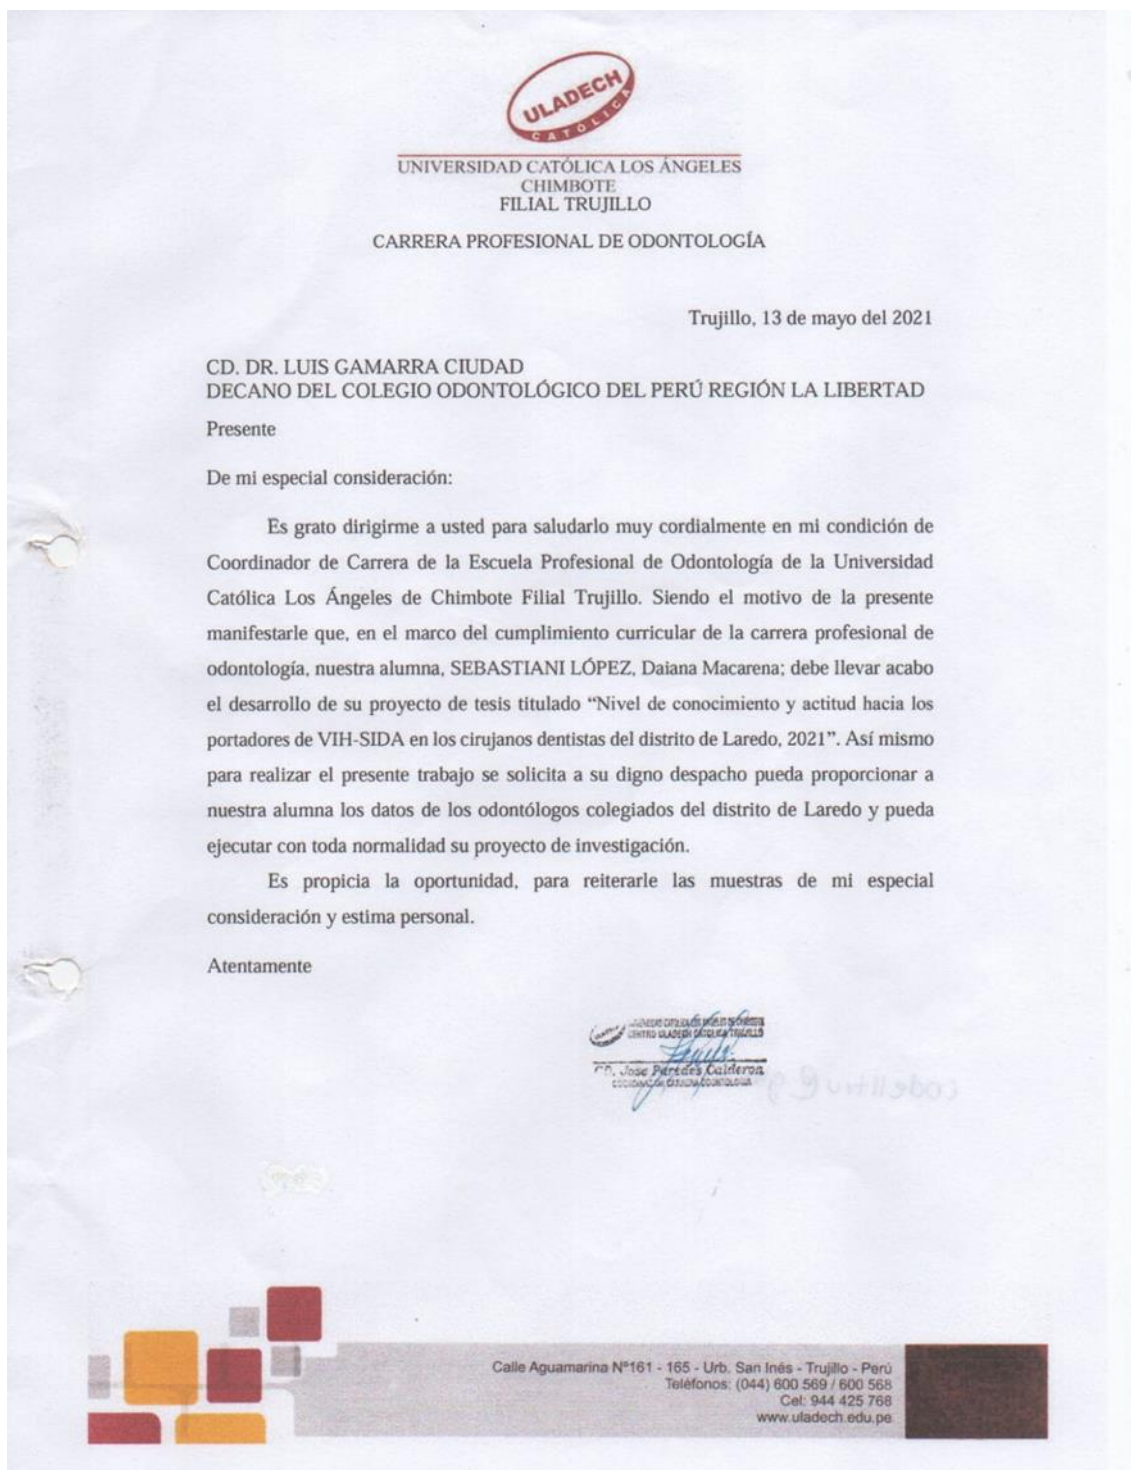 ULADECH
CATÓLICA
UNIVERSIDAD CATÓLICA LOS ÁNGELES
CHIMBOTE
FILIAL TRUJILLO
CARRERA PROFESIONAL DE ODONTOLOGÍA
Trujillo, 13 de mayo del 2021
CD. DR. LUIS GAMARRA CIUDAD
DECANO DEL COLEGIO ODONTOLÓGICO DEL PERÚ REGIÓN LA LIBERTAD
Presente
De mi especial consideración:
Es grato dirigirme a usted para saludarlo muy cordialmente en mi condición de
Coordinador de Carrera de la Escuela Profesional de Odontología de la Universidad
Católica Los Ángeles de Chimbote Filial Trujillo. Siendo el motivo de la presente
manifestarle que, en el marco del cumplimiento curricular de la carrera profesional de
odontología, nuestra alumna, SEBASTIANI LÓPEZ, Daiana Macarena; debe llevar acabo
el desarrollo de su proyecto de tesis titulado “Nivel de conocimiento y actitud hacia los
portadores de VIH-SIDA en los cirujanos dentistas del distrito de Laredo, 2021”. Así mismo
para realizar el presente trabajo se solicita a su digno despacho pueda proporcionar a
nuestra alumna los datos de los odontólogos colegiados del distrito de Laredo y pueda
ejecutar con toda normalidad su proyecto de investigación.
Es propicia la oportunidad, para reiterarle las muestras de mi especial
consideración y estima personal.
Atentamente
CENTRO ULADECH CATOLICA TRUJILLO
CD. Jose Paredes Calderon
Calle Aguamarina Nº161 - 165 - Urb. San Inés - Trujillo - Perú
Teléfonos: (044) 600 569 / 600 568
Cel: 944 425 768
www.uladech.edu.pe